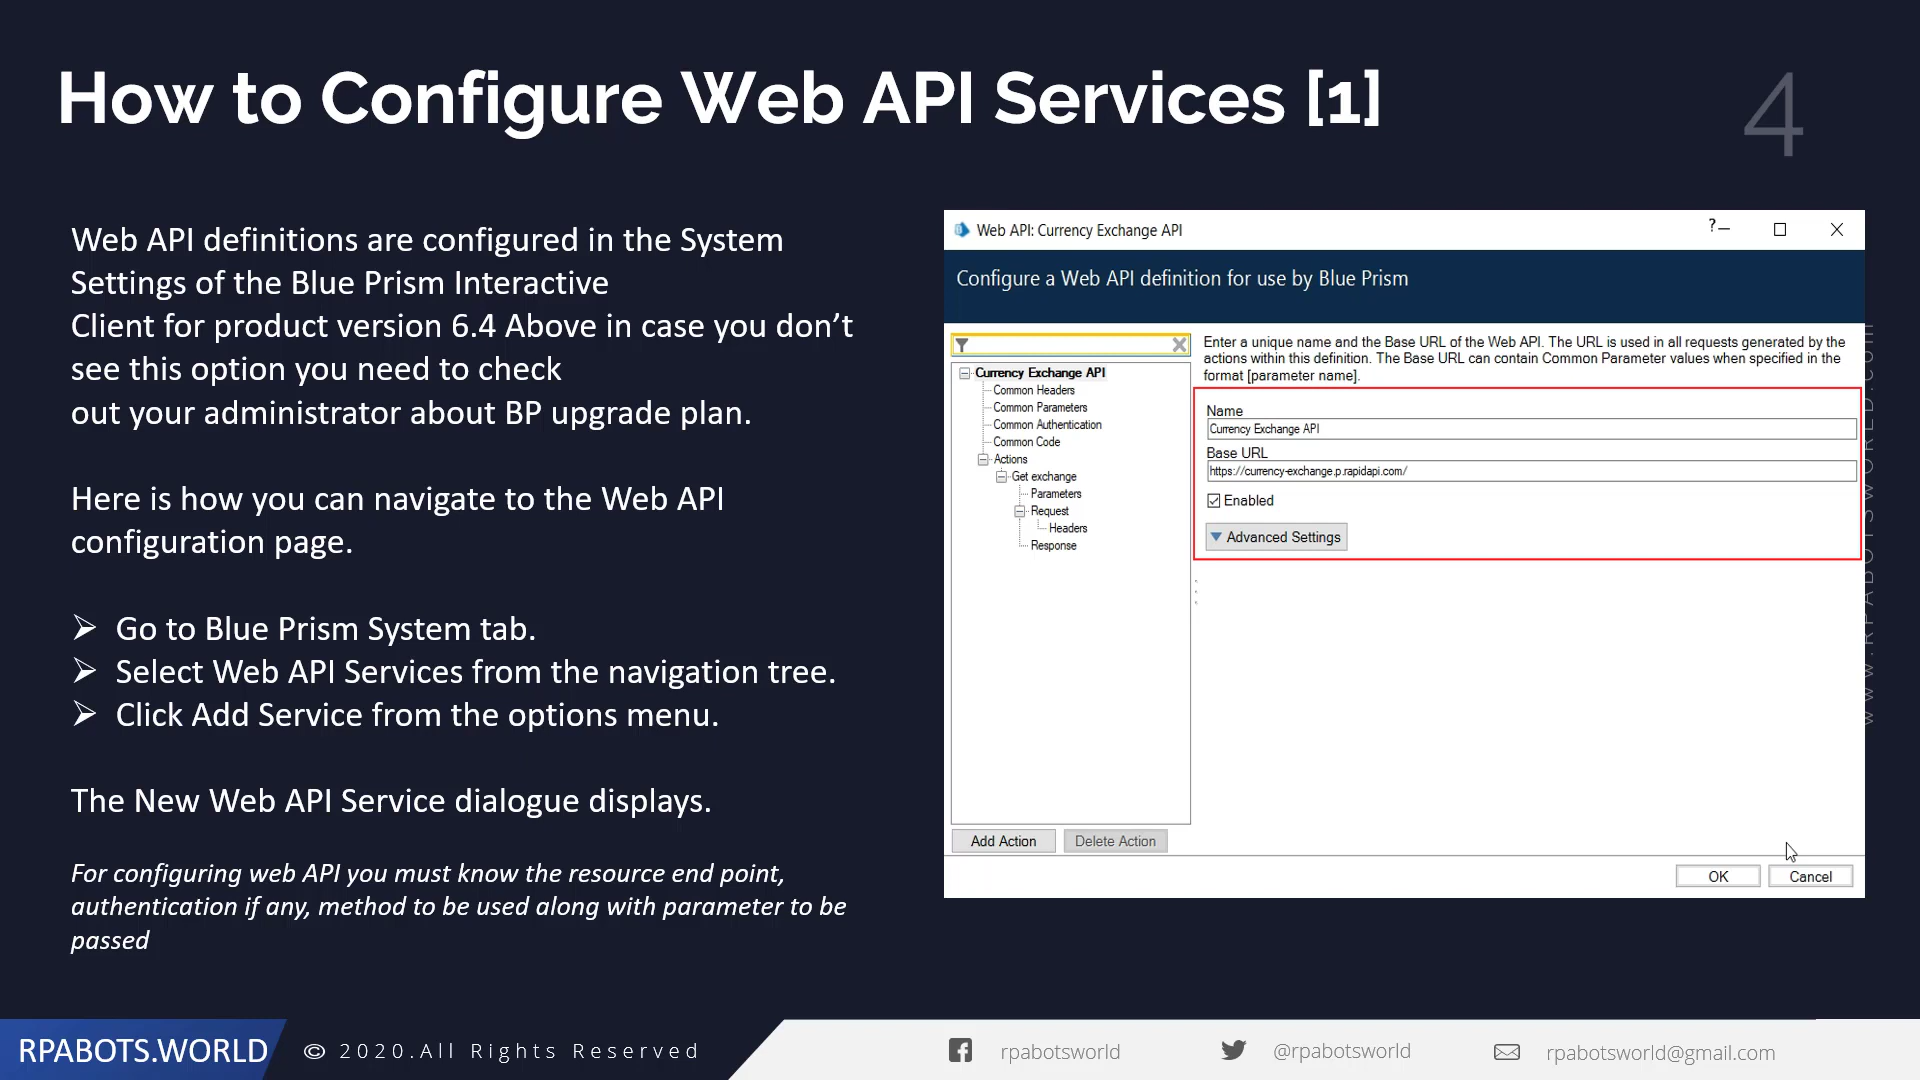 How to Configure Web API Services [1]
4
Web API definitions are configured in the System
Settings of the Blue Prism Interactive
Client for product version 6.4 Above in case you don’t
see this option you need to check
out your administrator about BP upgrade plan.
Here is how you can navigate to the Web API
configuration page.
➢ Go to Blue Prism System tab.
➢ Select Web API Services from the navigation tree.
➢ Click Add Service from the options menu.
The New Web API Service dialogue displays.
For configuring web API you must know the resource end point,
authentication if any, method to be used along with parameter to be
passed
Web API: Currency Exchange API
?
Configure a Web API definition for use by Blue Prism
Currency Exchange API
Common Headers
Common Parameters
Common Authentication
Common Code
Actions
Get exchange
Parameters
Request
Headers
Response
Add Action
Delete Action
Enter a unique name and the Base URL of the Web API. The URL is used in all requests generated by the
actions within this definition. The Base URL can contain Common Parameter values when specified in the
format [parameter name].
Name
Currency Exchange API
Base URL
https://currency-exchange.p.rapidapi.com/
Enabled
Advanced Settings
OK
Cancel
www.RPABOTSWORLD.com
RPABOTS.WORLD
© 2020.All Rights Reserved
rpabotsworld
@rpabotsworld
rpabotsworld@gmail.com